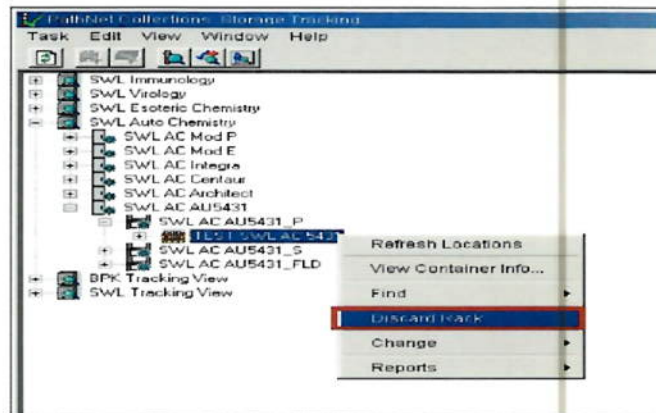 PathNet Collections: Storage Tracking
Task Edit View Window Help
SWL Immunology
SWL Virology
SWL Esoteric Chemistry
SWL Auto Chemistry
SWL AC Mod P
SWL AC Mod E
SWL AC Integra
SWL AC Centaur
SWL AC Architect
SWL AC AU5431
SWL AC AU5431_P
TEST SWL AC 5431
SWL AC AU5431_S
SWL AC AU5431_FLD
BPK Tracking View
SWL Tracking View
Refresh Locations
View Container Info...
Find
Discard Rack
Change
Reports